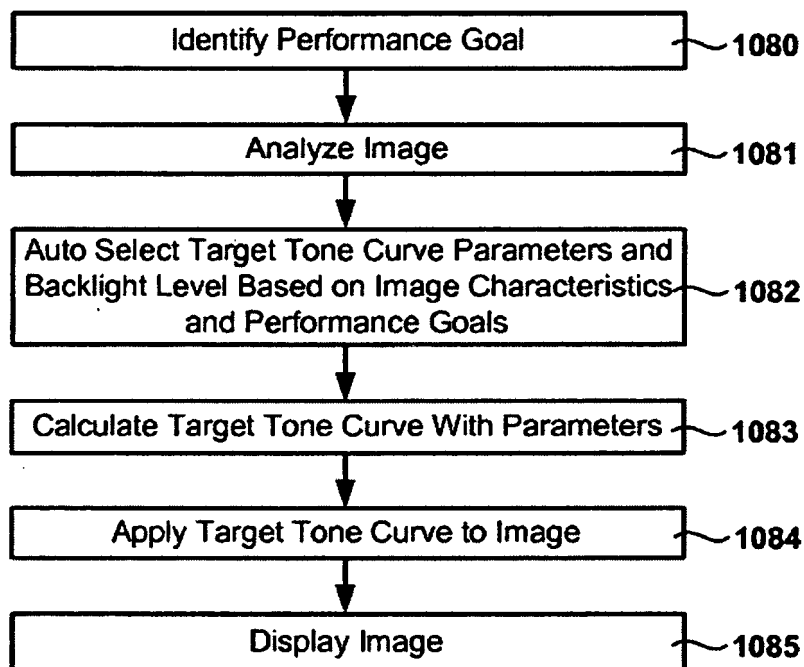 Identify Performance Goal
1080
Analyze Image
1081
Auto Select Target Tone Curve Parameters and
Backlight Level Based on Image Characteristics
and Performance Goals
1082
Calculate Target Tone Curve With Parameters
1083
Apply Target Tone Curve to Image
1084
Display Image
1085